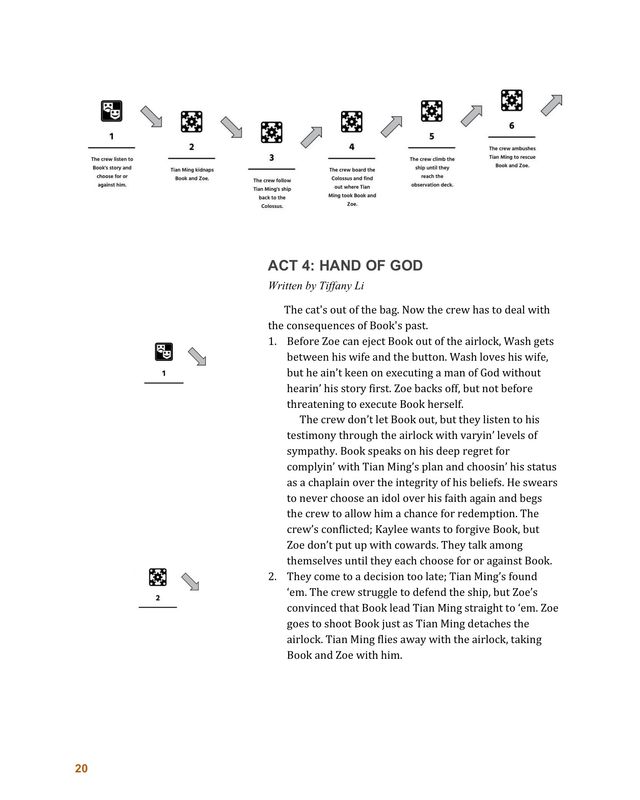 1
The crew listen to
Book's story and
choose for or
against him.
2
Tian Ming kidnaps
Book and Zoe.
3
The crew follow
Tian Ming's ship
back to the
Colossus.
4
The crew board the
Colossus and find
out where Tian
Ming took Book and
Zoe.
5
The crew climb the
ship until they
reach the
observation deck.
6
The crew ambushes
Tian Ming to rescue
Book and Zoe.
ACT 4: HAND OF GOD
Written by Tiffany Li
The cat's out of the bag. Now the crew has to deal with
the consequences of Book's past.
1. Before Zoe can eject Book out of the airlock, Wash gets
between his wife and the button. Wash loves his wife,
but he ain't keen on executing a man of God without
hearin' his story first. Zoe backs off, but not before
threatening to execute Book herself.
The crew don't let Book out, but they listen to his
testimony through the airlock with varyin' levels of
sympathy. Book speaks on his deep regret for
complyin' with Tian Ming's plan and choosin' his status
as a chaplain over the integrity of his beliefs. He swears
to never choose an idol over his faith again and begs
the crew to allow him a chance for redemption. The
crew's conflicted; Kaylee wants to forgive Book, but
Zoe don't put up with cowards. They talk among
themselves until they each choose for or against Book.
1
2. They come to a decision too late; Tian Ming's found
'em. The crew struggle to defend the ship, but Zoe's
convinced that Book lead Tian Ming straight to 'em. Zoe
goes to shoot Book just as Tian Ming detaches the
airlock. Tian Ming flies away with the airlock, taking
Book and Zoe with him.
2
20